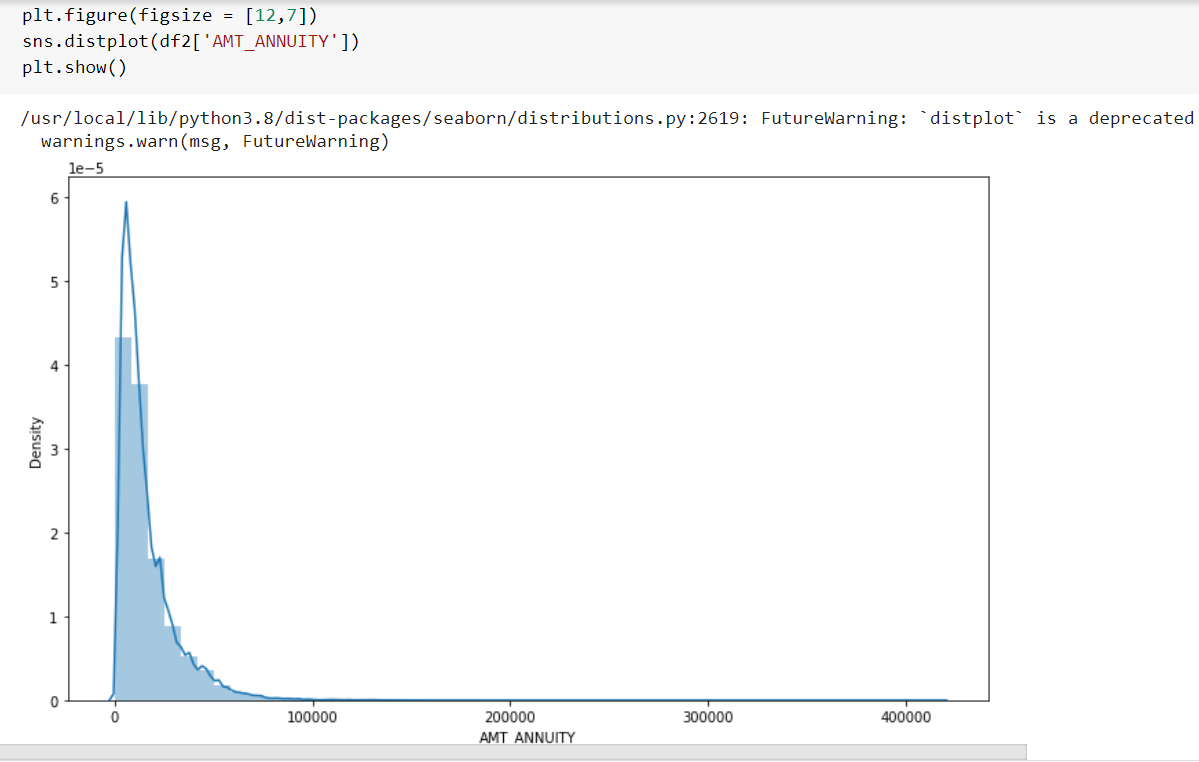 plt.figure(figsize = [12,7])
sns.distplot(df2['AMT_ANNUITY'])
plt.show()
/usr/local/lib/python3.8/dist-packages/seaborn/distributions.py:2619: FutureWarning: `distplot` is a deprecated
warnings.warn(msg, FutureWarning)
1e−5
6
5
4
3
2
1
0
Density
0 100000 200000 300000 400000
AMT_ANNUITY